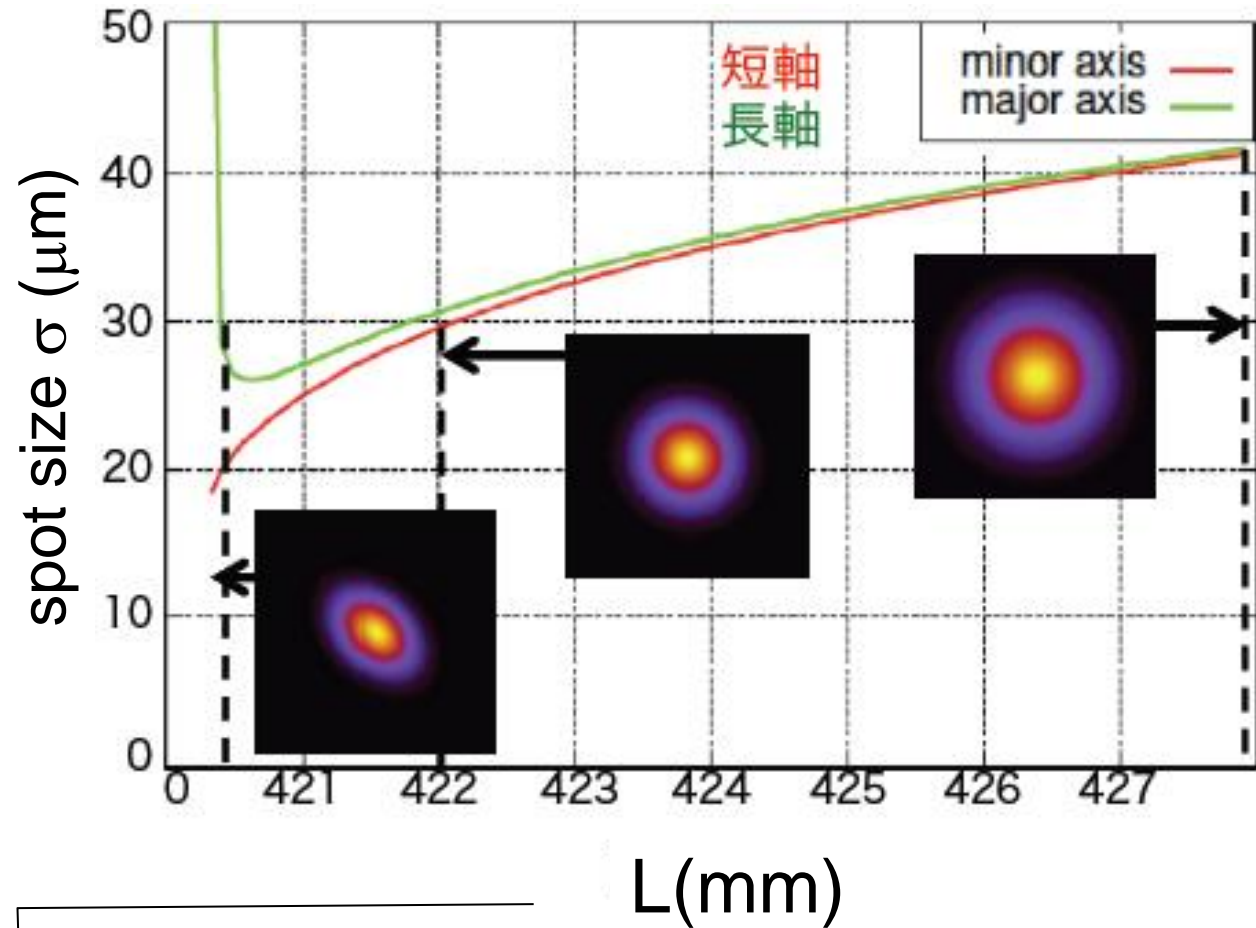 50
40
30
20
10
0
spot size σ (μm)
短軸
長軸
minor axis
major axis
0 421 422 423 424 425 426 427
L(mm)